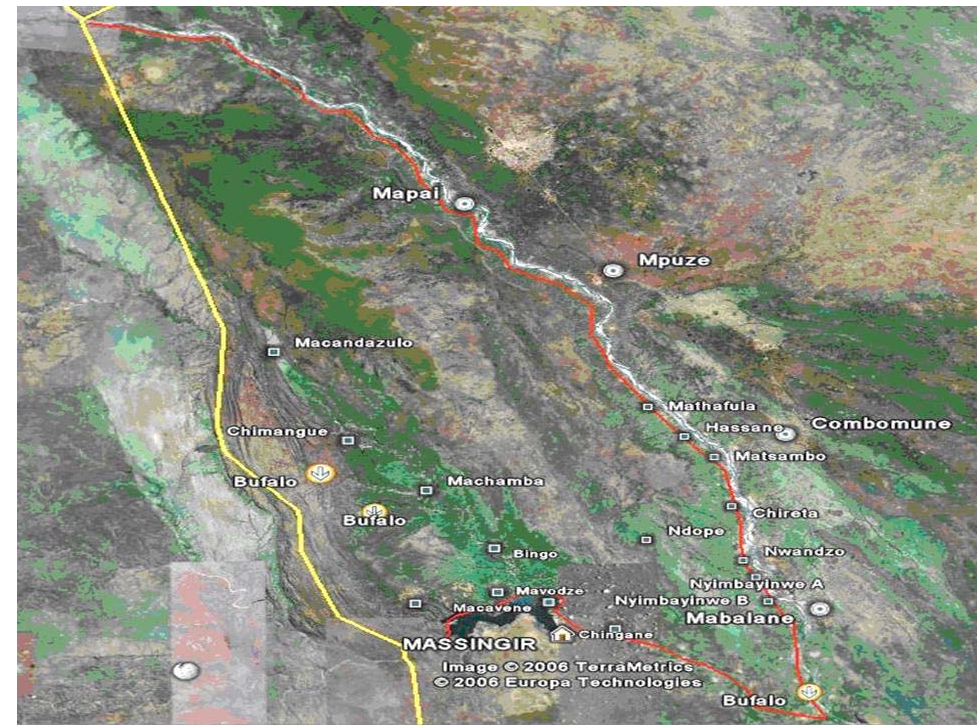 Mapai
Mpuze
Macandazulo
Mathafula
Hassane
Combomune
Chimangue
Matsambo
Bufalo
Machamba
Bufalo
Chireta
Ndope
Bingo
Nwandzo
Nyimbayinwe A
Mavodze
Nyimbayinwe B
Macavene
Mabalane
Chingane
MASSINGIR
Image © 2006 TerraMetrics
© 2006 Europa Technologies
Bufalo